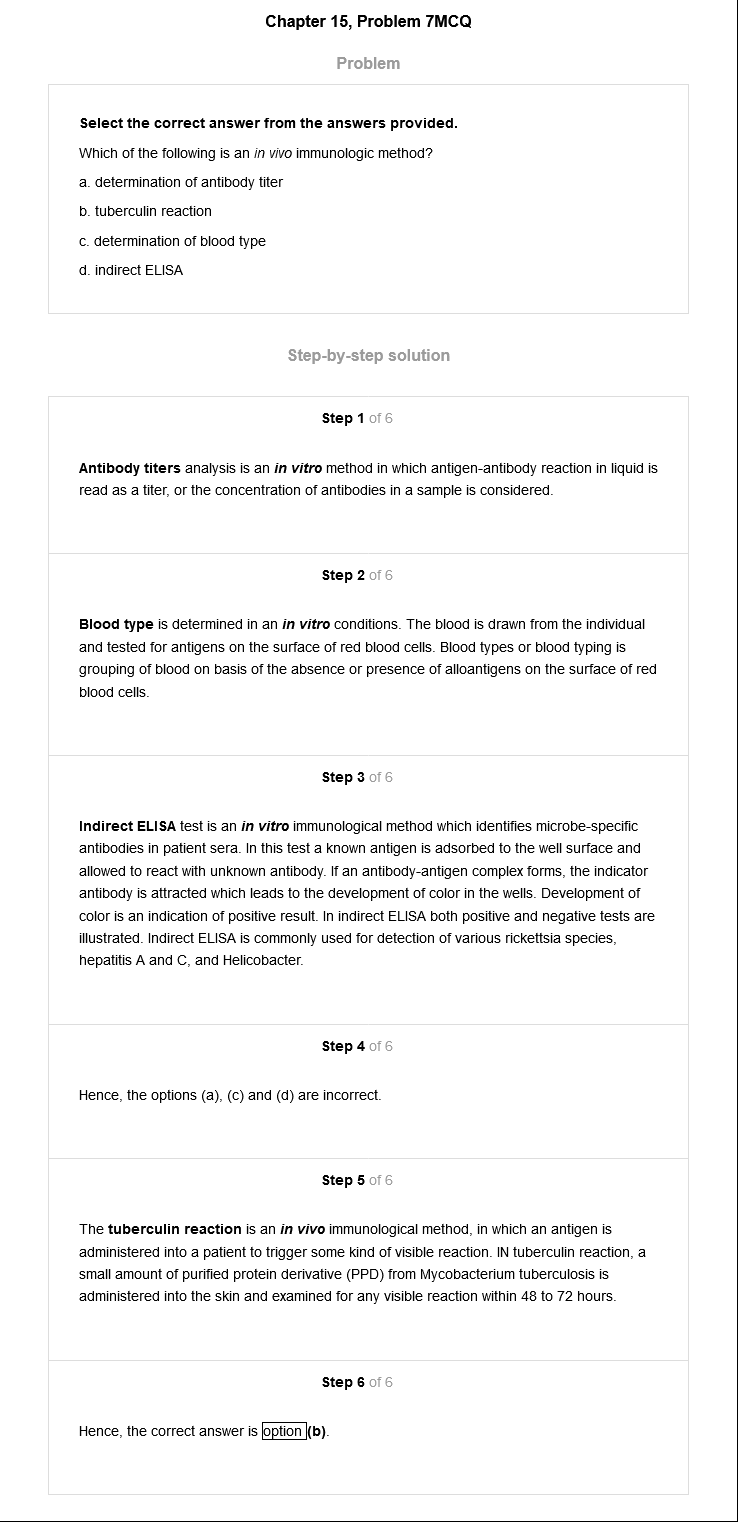 Chapter 15, Problem 7MCQ
Problem
Select the correct answer from the answers provided.
Which of the following is an in vivo immunologic method?
a. determination of antibody titer
b. tuberculin reaction
c. determination of blood type
d. indirect ELISA
Step-by-step solution
Step 1 of 6
Antibody titers analysis is an in vitro method in which antigen-antibody reaction in liquid is
read as a titer, or the concentration of antibodies in a sample is considered.
Step 2 of 6
Blood type is determined in an in vitro conditions. The blood is drawn from the individual
and tested for antigens on the surface of red blood cells. Blood types or blood typing is
grouping of blood on basis of the absence or presence of alloantigens on the surface of red
blood cells.
Step 3 of 6
Indirect ELISA test is an in vitro immunological method which identifies microbe-specific
antibodies in patient sera. In this test a known antigen is adsorbed to the well surface and
allowed to react with unknown antibody. If an antibody-antigen complex forms, the indicator
antibody is attracted which leads to the development of color in the wells. Development of
color is an indication of positive result. In indirect ELISA both positive and negative tests are
illustrated. Indirect ELISA is commonly used for detection of various rickettsia species,
hepatitis A and C, and Helicobacter.
Step 4 of 6
Hence, the options (a), (c) and (d) are incorrect.
Step 5 of 6
The tuberculin reaction is an in vivo immunological method, in which an antigen is
administered into a patient to trigger some kind of visible reaction. IN tuberculin reaction, a
small amount of purified protein derivative (PPD) from Mycobacterium tuberculosis is
administered into the skin and examined for any visible reaction within 48 to 72 hours.
Step 6 of 6
Hence, the correct answer is option (b).